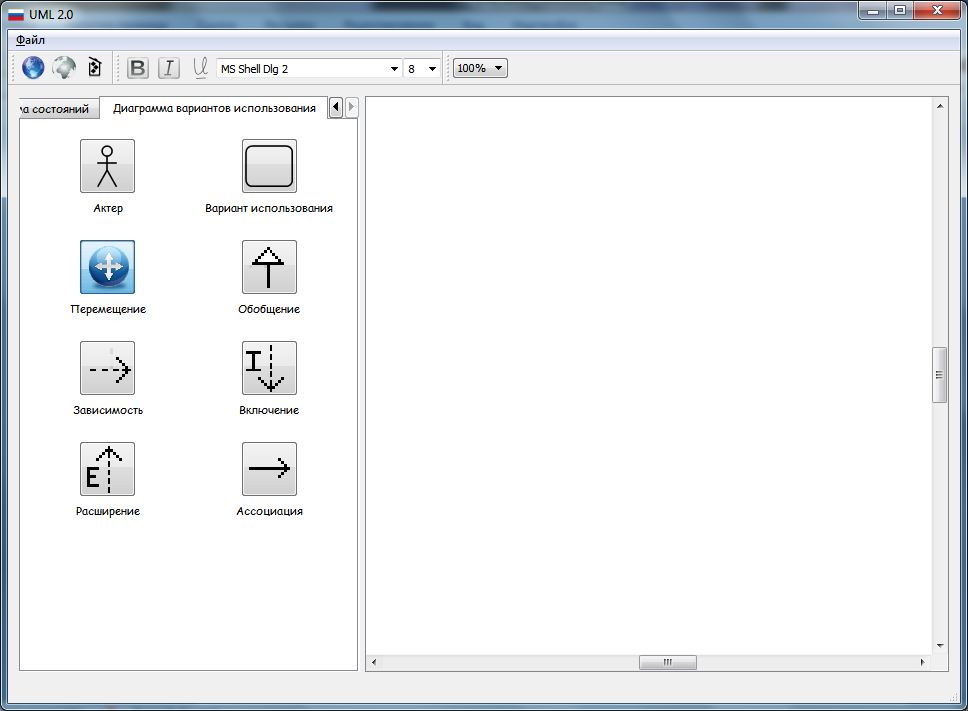 UML 2.0
Файл
B I U MS Shell Dlg 2 8 100%
а состояний Диаграмма вариантов использования
Актер Вариант использования
Перемещение Обобщение
I
Зависимость Включение
E
Расширение Ассоциация